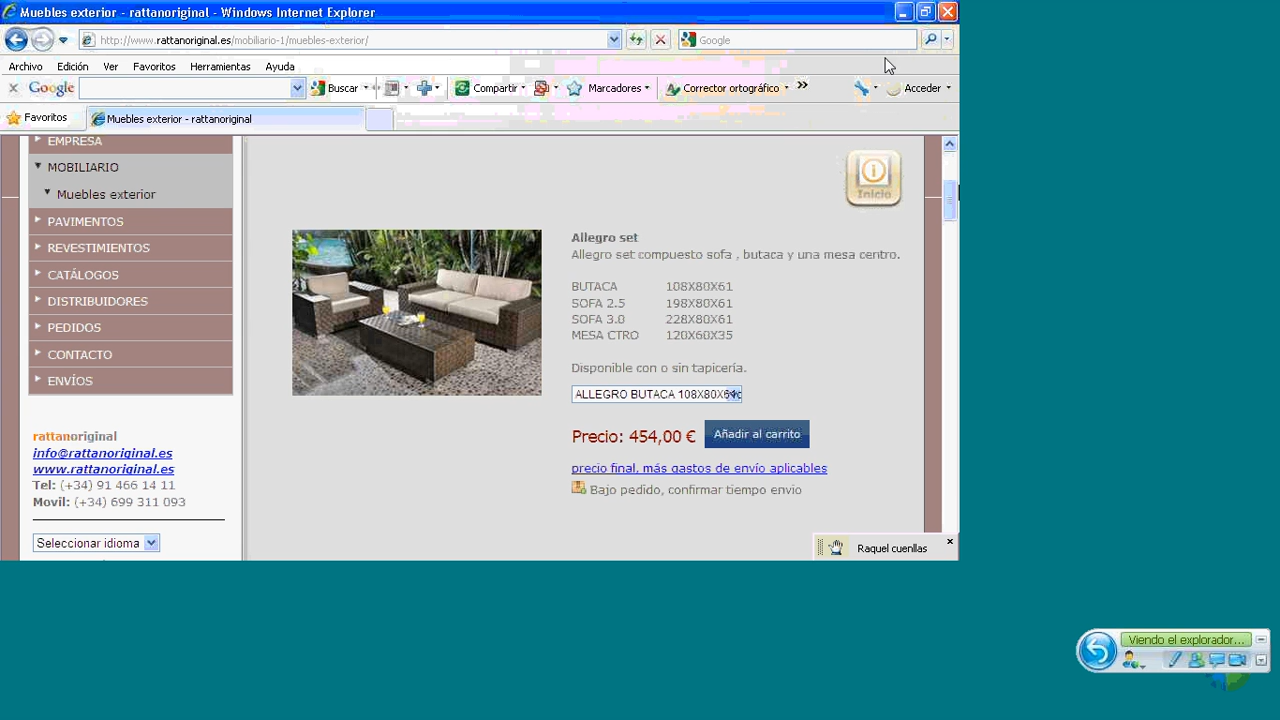 Muebles exterior - rattanoriginal - Windows Internet Explorer
http://www.rattanoriginal.es/mobiliario-1/muebles-exterior/
Google
Archivo Edición Ver Favoritos Herramientas Ayuda
Google Buscar Compartir Marcadores Corrector ortográfico Acceder
Favoritos Muebles exterior - rattanoriginal
EMPRESA
MOBILIARIO
Muebles exterior
PAVIMENTOS
REVESTIMIENTOS
CATÁLOGOS
DISTRIBUIDORES
PEDIDOS
CONTACTO
ENVÍOS
rattanoriginal
info@rattanoriginal.es
www.rattanoriginal.es
Tel: (+34) 91 466 14 11
Movil: (+34) 699 311 093
Seleccionar idioma
Inicio
Allegro set
Allegro set compuesto sofa , butaca y una mesa centro.
BUTACA 108X80X61
SOFA 2.5 198X80X61
SOFA 3.0 228X80X61
MESA CTRO 120X60X35
Disponible con o sin tapicería.
ALLEGRO BUTACA 108X80X61
Precio: 454,00 € Añadir al carrito
precio final, más gastos de envío aplicables
Bajo pedido, confirmar tiempo envio
Raquel cuenllas
Viendo el explorador...